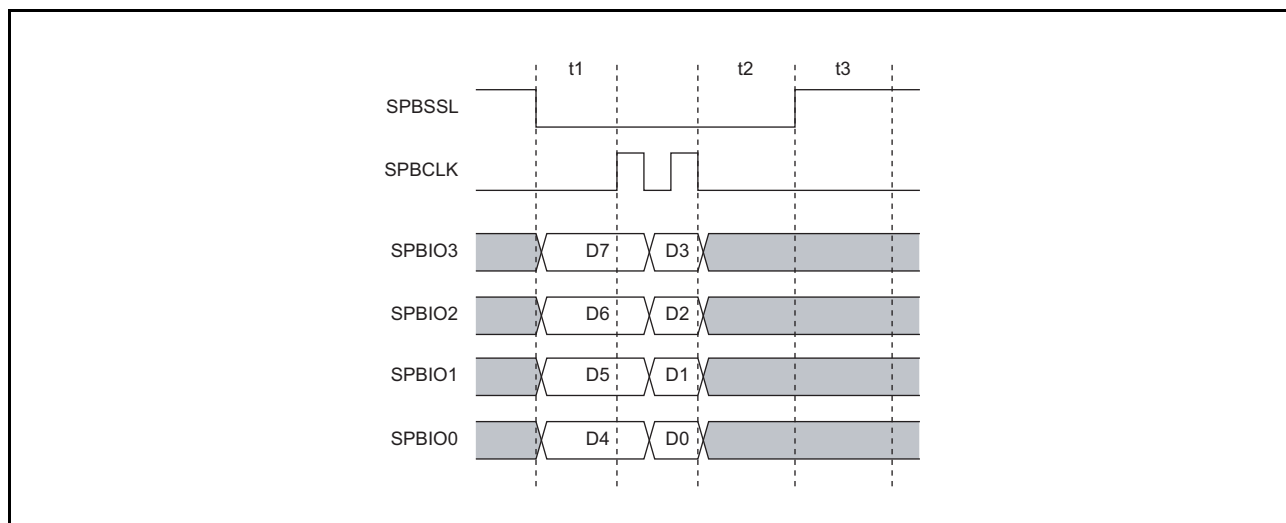 t1 t2 t3
SPBSSL
SPBCLK
SPBIO3 D7 D3
SPBIO2 D6 D2
SPBIO1 D5 D1
SPBIO0 D4 D0